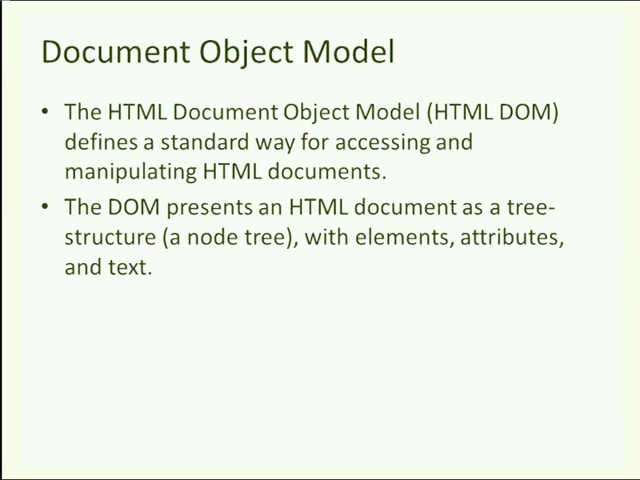 Document Object Model
• The HTML Document Object Model (HTML DOM)
defines a standard way for accessing and
manipulating HTML documents.
• The DOM presents an HTML document as a tree-
structure (a node tree), with elements, attributes,
and text.